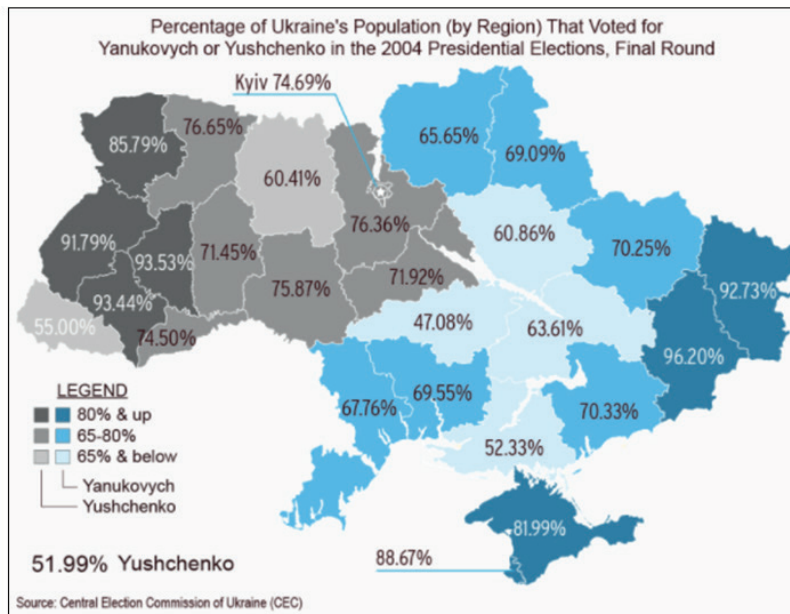 Percentage of Ukraine's Population (by Region) That Voted for
Yanukovych or Yushchenko in the 2004 Presidential Elections, Final Round
Kyiv 74.69%
85.79%
76.65%
60.41%
65.65%
69.09%
91.79%
93.53%
71.45%
76.36%
60.86%
70.25%
92.73%
93.44%
75.87%
71.92%
55.00%
74.50%
47.08%
63.61%
96.20%
67.76%
69.55%
70.33%
52.33%
81.99%
88.67%
LEGEND
80% & up
65-80%
65% & below
Yanukovych
Yushchenko
51.99% Yushchenko
Source: Central Election Commission of Ukraine (CEC)